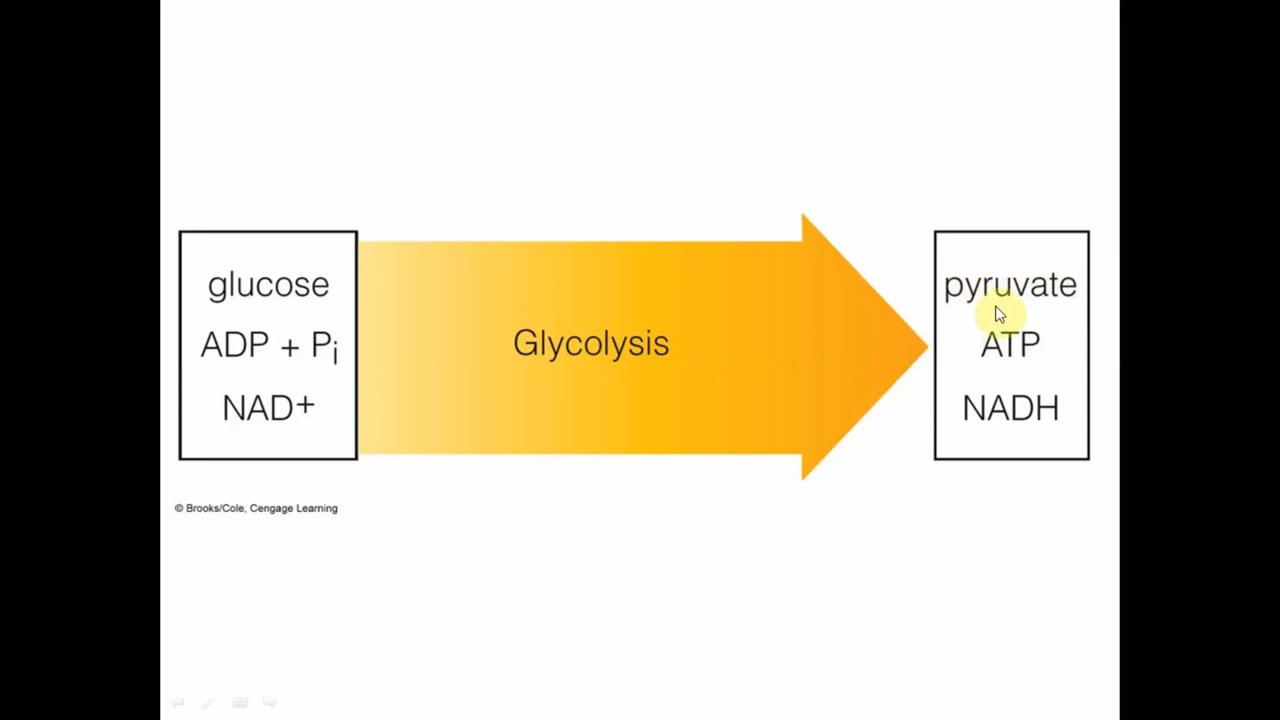 glucose
ADP + Pi
NAD+
Glycolysis
pyruvate
ATP
NADH
© Brooks/Cole, Cengage Learning